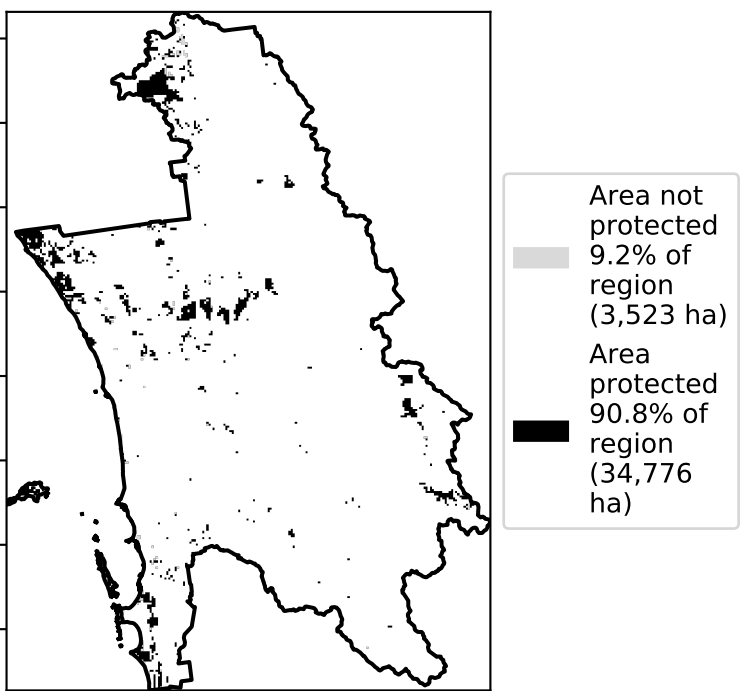 Area not
protected
9.2% of
region
(3,523 ha)
Area
protected
90.8% of
region
(34,776
ha)